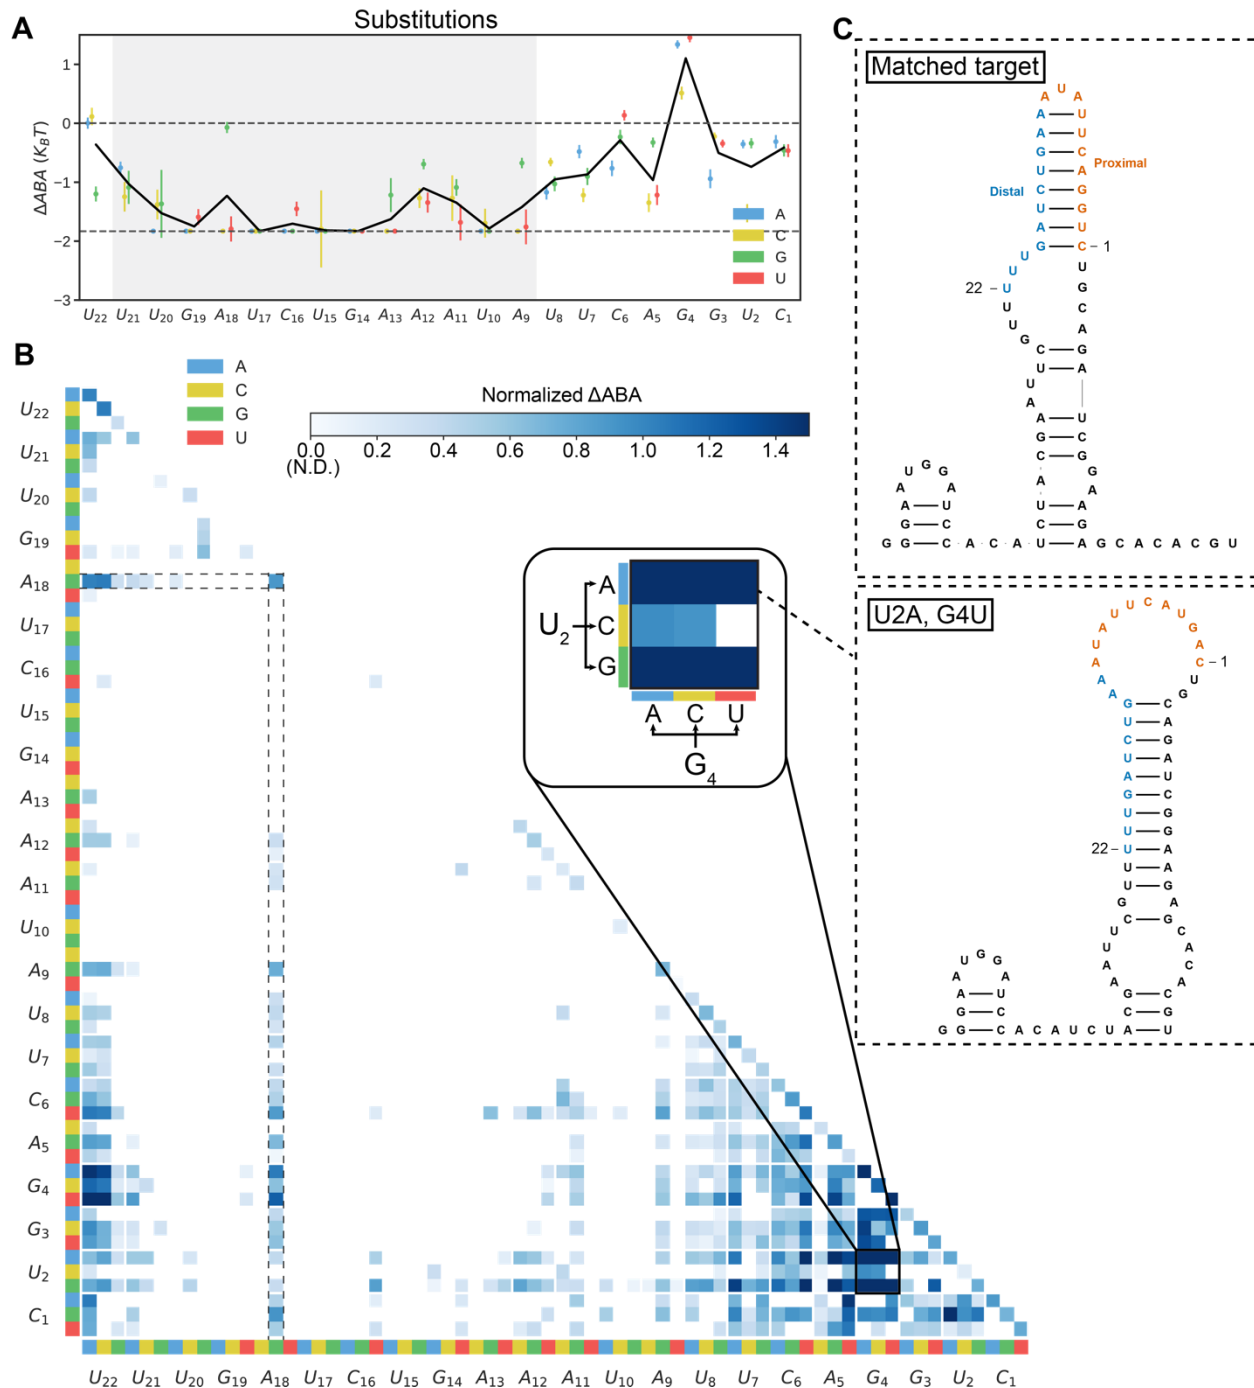 A
Substitutions
ΔABA (K_BT)
1
0
−1
−2
−3
A
C
G
U
U22 U21 U20 G19 A18 U17 C16 U15 G14 A13 A12 A11 U10 A9 U8 U7 C6 A5 G4 G3 U2 C1
B
A
C
G
U
Normalized ΔABA
0.0 0.2 0.4 0.6 0.8 1.0 1.2 1.4
(N.D.)
U22
U21
U20
G19
A18
U17
C16
U15
G14
A13
A12
A11
U10
A9
U8
U7
C6
A5
G4
G3
U2
C1
U2
A
C
G
A C U
G4
U22 U21 U20 G19 A18 U17 C16 U15 G14 A13 A12 A11 U10 A9 U8 U7 C6 A5 G4 G3 U2 C1
C
Matched target
A U A
A U
A U
G C
U A
C G
U G
A U
G C
Proximal
Distal
1
22
U U U U G
U G C A G A
C
U
U A A G C A U C U
U C G G A A G A
G G A A U G G A U C C A C A U
A G C A C A C G U
U2A, G4U
A A U A U U C A U G A C
1
U G
G U C U A G U U U
22
U U G C U U A A G C A
C A G A U C G G A A G A G C A C A C G U
G G A A U G G A U C C A C A U C U A